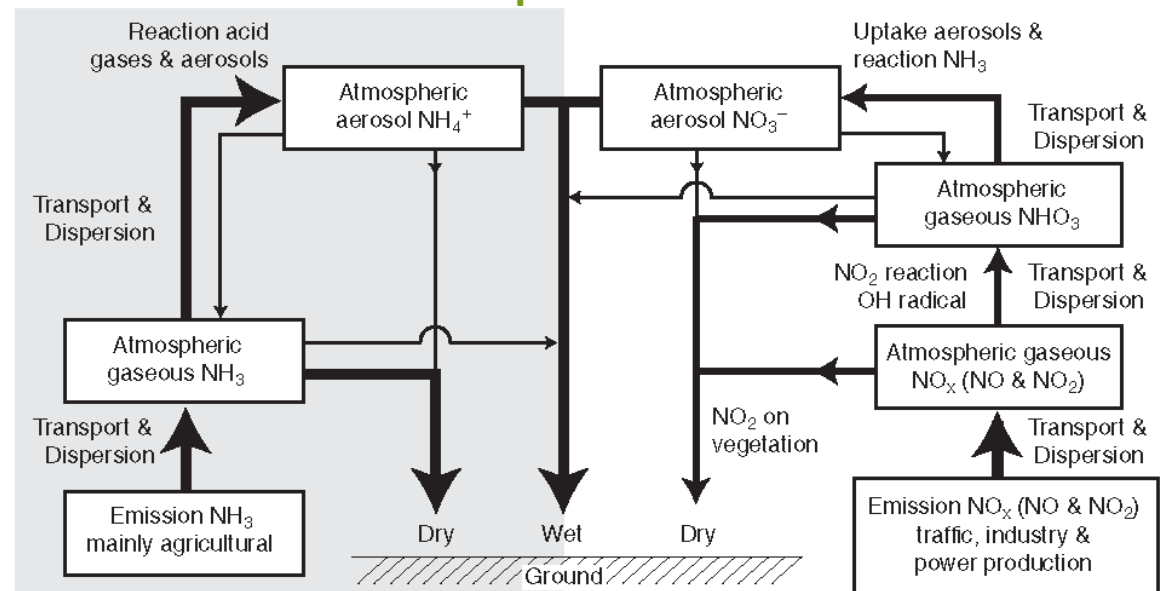 Reaction acid
gases & aerosols
Uptake aerosols &
reaction NH₃
Atmospheric
aerosol NH₄⁺
Atmospheric
aerosol NO₃⁻
Transport &
Dispersion
Atmospheric
gaseous NHO₃
Transport &
Dispersion
NO₂ reaction
OH radical
Transport &
Dispersion
Atmospheric
gaseous NH₃
Atmospheric gaseous
NOₓ (NO & NO₂)
Transport &
Dispersion
NO₂ on
vegetation
Transport &
Dispersion
Emission NH₃
mainly agricultural
Emission NOₓ (NO & NO₂)
traffic, industry &
power production
Dry
Wet
Dry
Ground